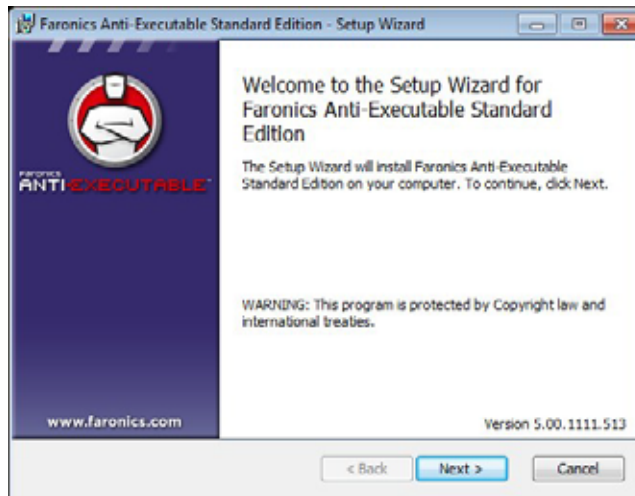 Faronics Anti-Executable Standard Edition - Setup Wizard
Welcome to the Setup Wizard for
Faronics Anti-Executable Standard
Edition
The Setup Wizard will install Faronics Anti-Executable
Standard Edition on your computer. To continue, click Next.
FARONICS
ANTI-EXECUTABLE
WARNING: This program is protected by Copyright law and
international treaties.
www.faronics.com
Version 5.00.1111.513
< Back
Next >
Cancel